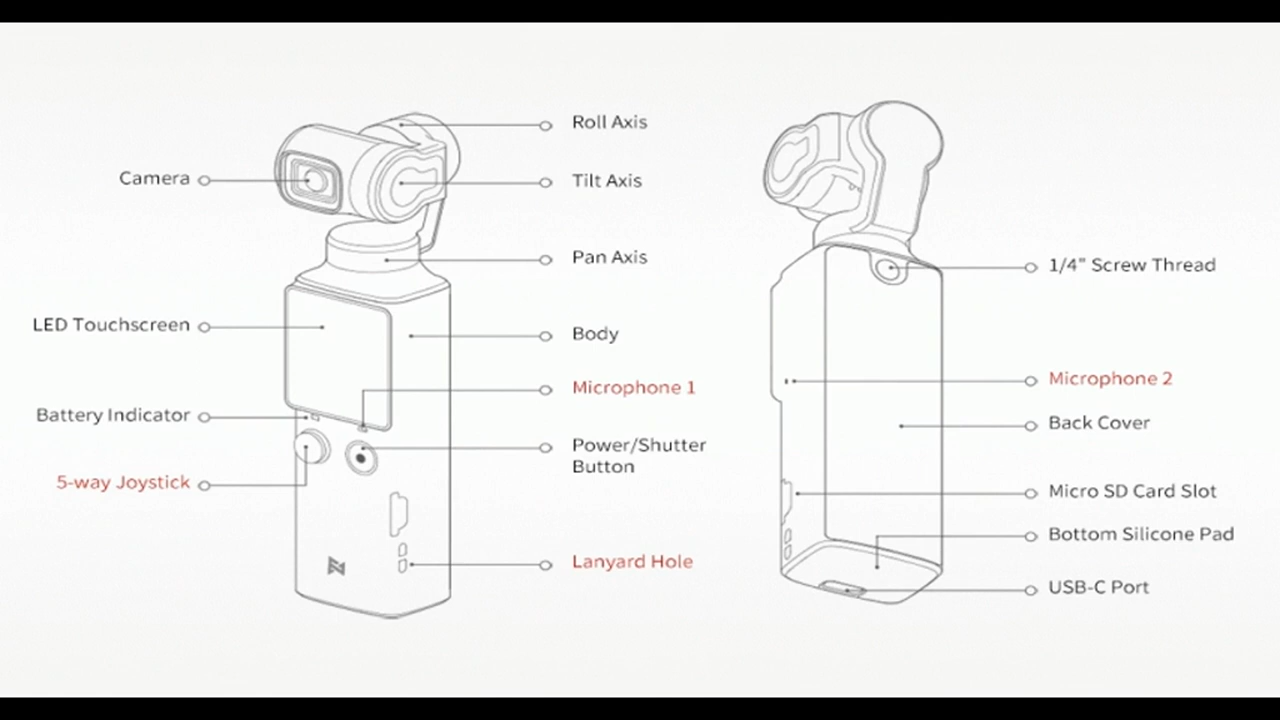 Camera
LED Touchscreen
Battery Indicator
5-way Joystick
Roll Axis
Tilt Axis
Pan Axis
Body
Microphone 1
Power/Shutter
Button
Lanyard Hole
1/4" Screw Thread
Microphone 2
Back Cover
Micro SD Card Slot
Bottom Silicone Pad
USB-C Port